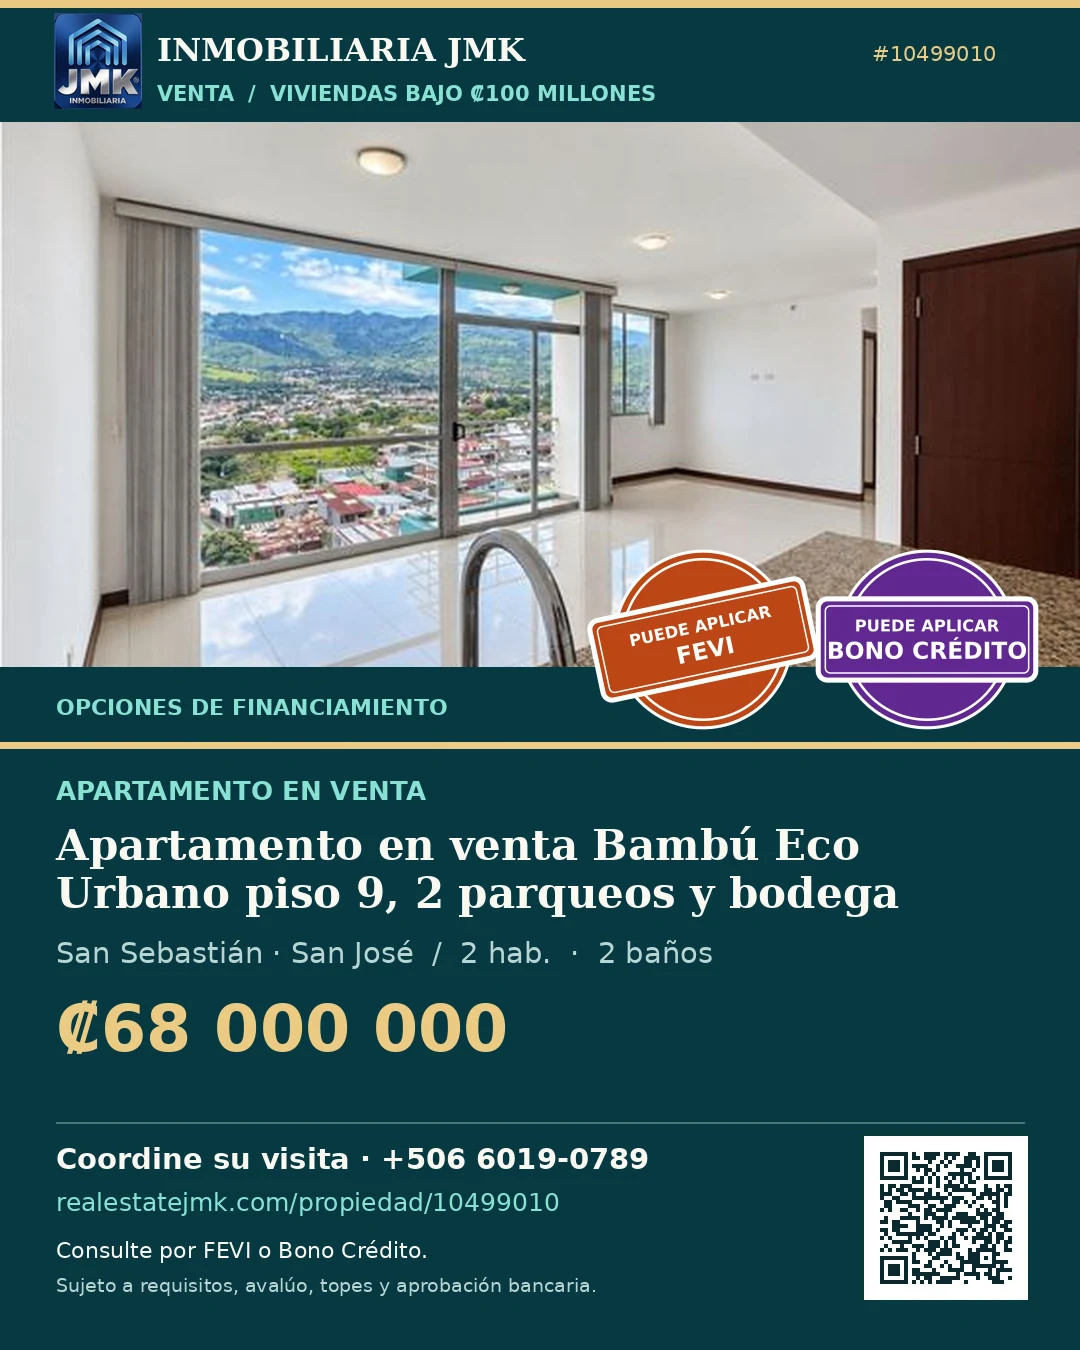 JMK
INMOBILIARIA
INMOBILIARIA JMK
#10499010
VENTA / VIVIENDAS BAJO ₡100 MILLONES
PUEDE APLICAR
FEVI
PUEDE APLICAR
BONO CRÉDITO
OPCIONES DE FINANCIAMIENTO
APARTAMENTO EN VENTA
Apartamento en venta Bambú Eco
Urbano piso 9, 2 parqueos y bodega
San Sebastián · San José / 2 hab. · 2 baños
₡68 000 000
Coordine su visita · +506 6019-0789
realestatejmk.com/propiedad/10499010
Consulte por FEVI o Bono Crédito.
Sujeto a requisitos, avalúo, topes y aprobación bancaria.